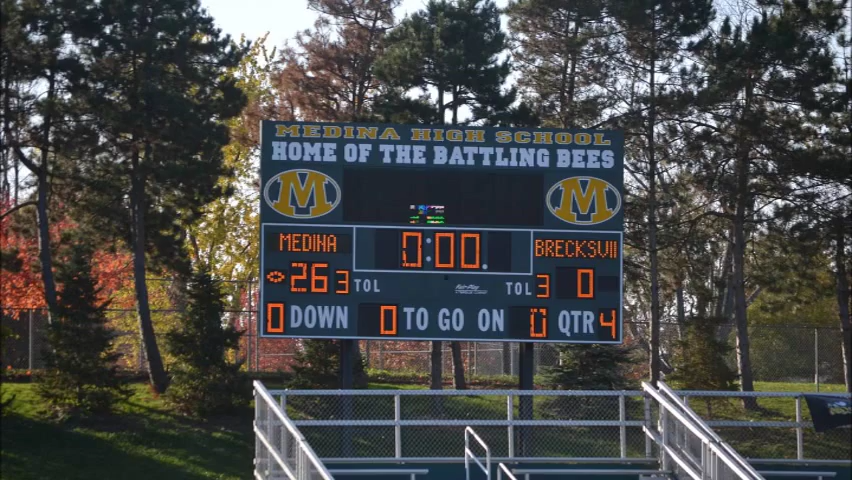 MEDINA HIGH SCHOOL
HOME OF THE BATTLING BEES
M M
MEDINA 0:00. BRECKSVII
26 3 TOL TOL 3 0
0 DOWN 0 TO GO ON 0 QTR 4